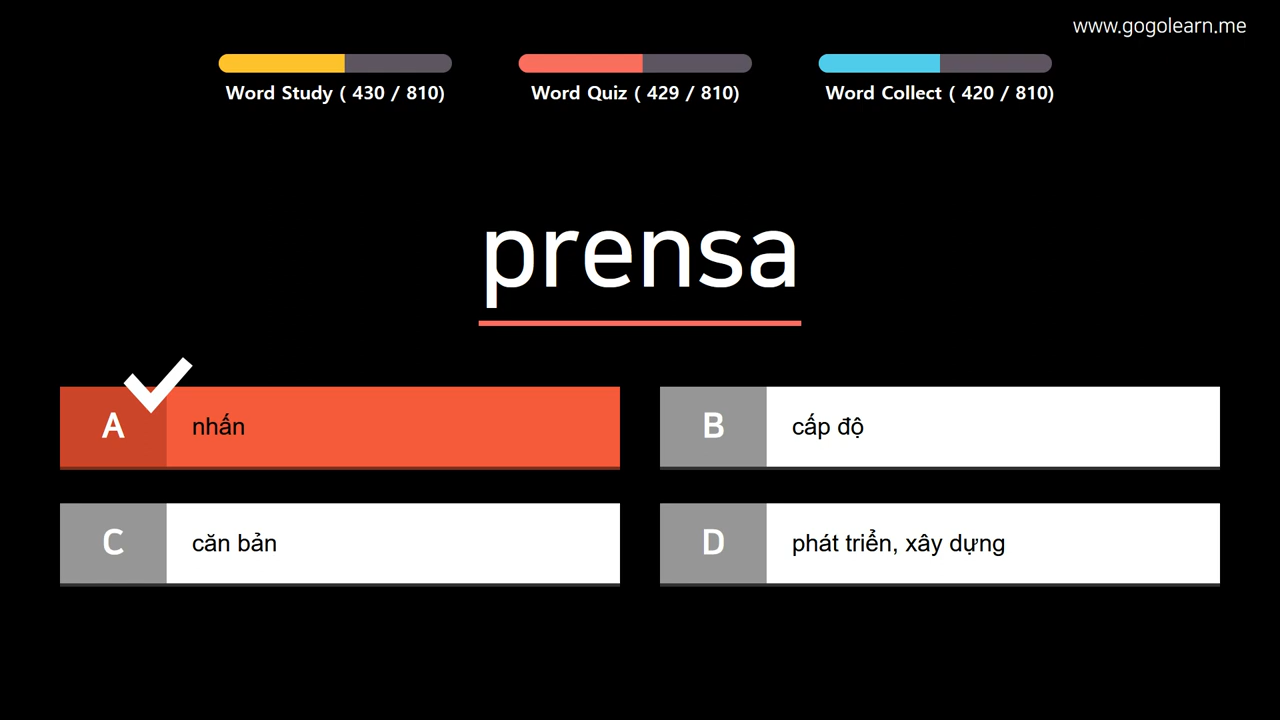 www.gogolearn.me
Word Study ( 430 / 810)
Word Quiz ( 429 / 810)
Word Collect ( 420 / 810)
prensa
A
nhấn
B
cấp độ
C
căn bản
D
phát triển, xây dựng